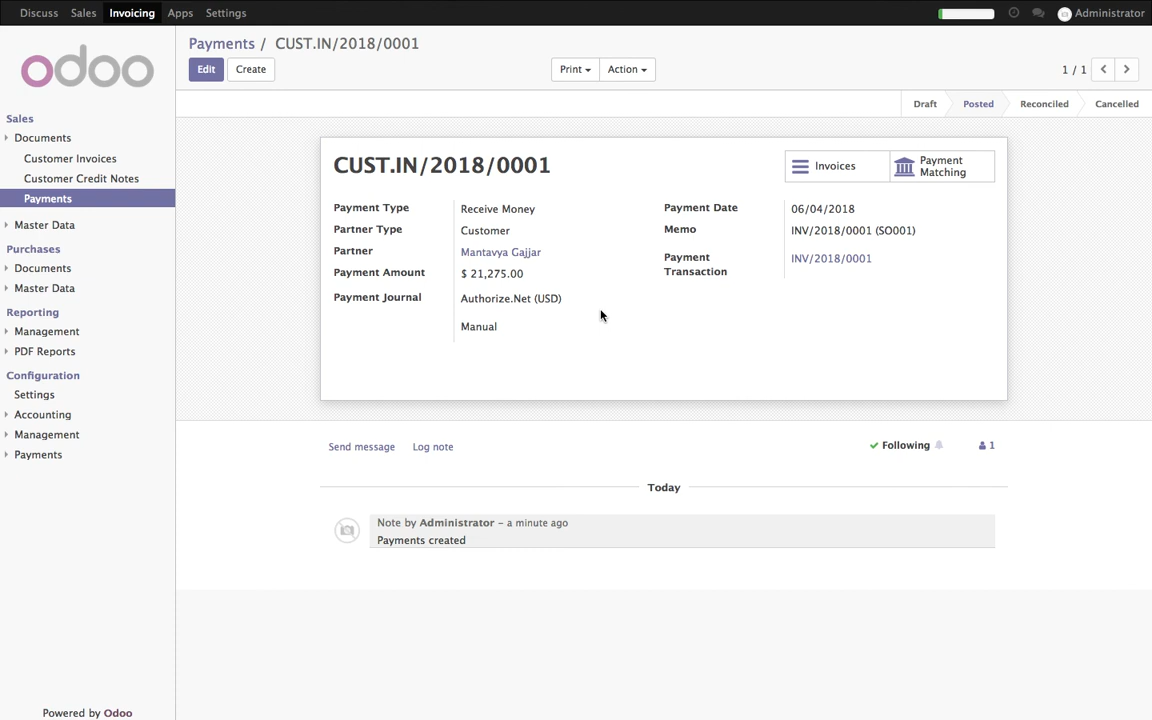 Discuss Sales Invoicing Apps Settings Administrator
odoo
Payments / CUST.IN/2018/0001
Edit Create Print Action 1 / 1
Draft Posted Reconciled Cancelled
Sales
Documents
Customer Invoices
Customer Credit Notes
Payments
Master Data
Purchases
Documents
Master Data
Reporting
Management
PDF Reports
Configuration
Settings
Accounting
Management
Payments
Powered by Odoo
CUST.IN/2018/0001
Invoices
Payment
Matching
Payment Type Receive Money
Partner Type Customer
Partner Mantavya Gajjar
Payment Amount $ 21,275.00
Payment Journal Authorize.Net (USD)
Manual
Payment Date 06/04/2018
Memo INV/2018/0001 (SO001)
Payment
Transaction
INV/2018/0001
Send message Log note Following 1
Today
Note by Administrator – a minute ago
Payments created